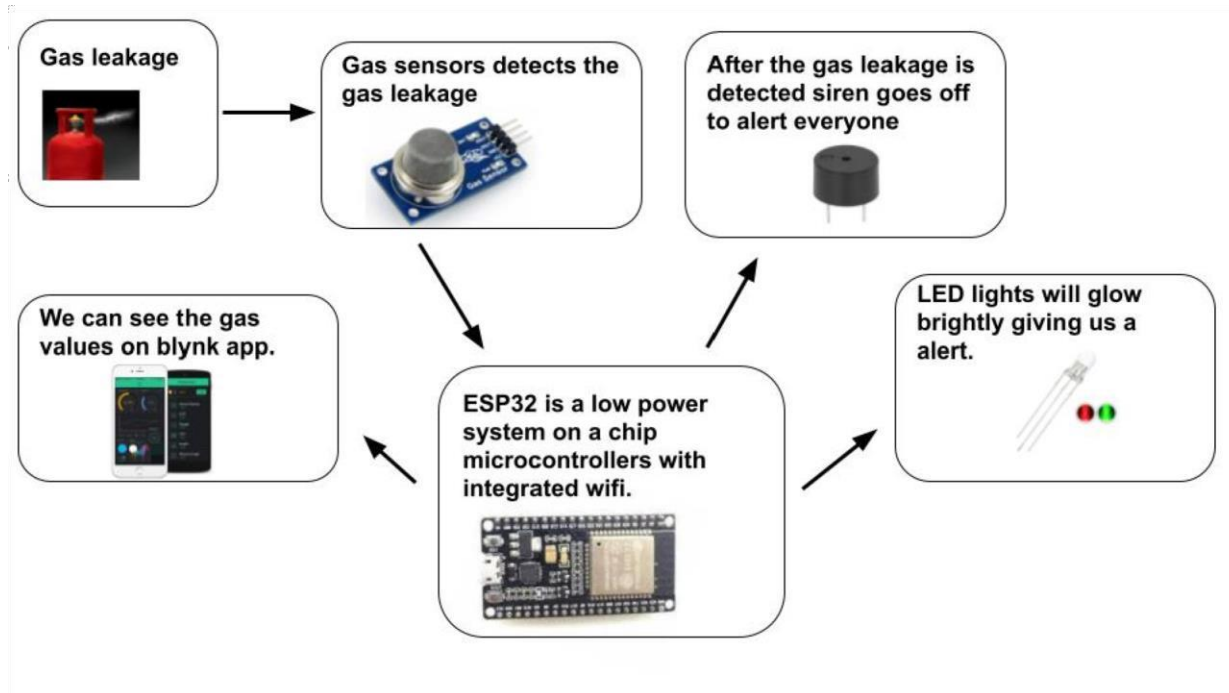 Gas leakage
Gas sensors detects the
gas leakage
Gas Sensor
After the gas leakage is
detected siren goes off
to alert everyone
We can see the gas
values on blynk app.
ESP32 is a low power
system on a chip
microcontrollers with
integrated wifi.
LED lights will glow
brightly giving us a
alert.